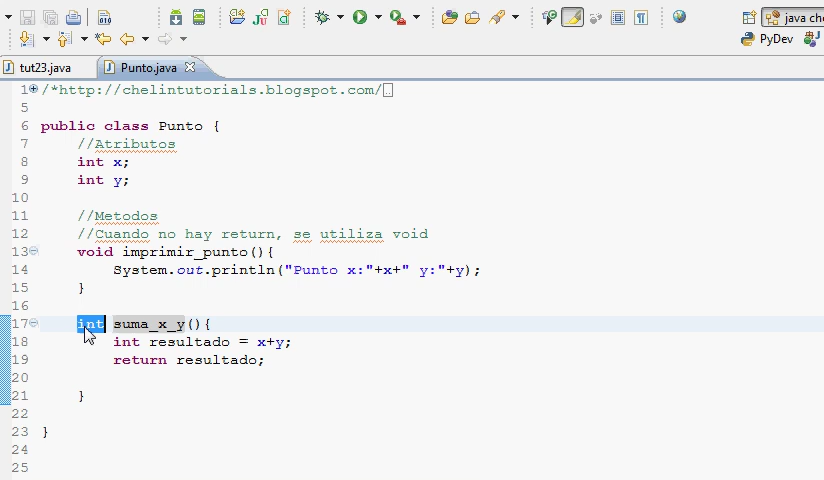 java che
PyDev
tut23.java Punto.java
1 /*http://chelintutorials.blogspot.com/
5
6 public class Punto {
7 //Atributos
8 int x;
9 int y;
10
11 //Metodos
12 //Cuando no hay return, se utiliza void
13 void imprimir_punto(){
14 System.out.println("Punto x:"+x+" y:"+y);
15 }
16
17 int suma_x_y(){
18 int resultado = x+y;
19 return resultado;
20
21 }
22
23 }
24
25